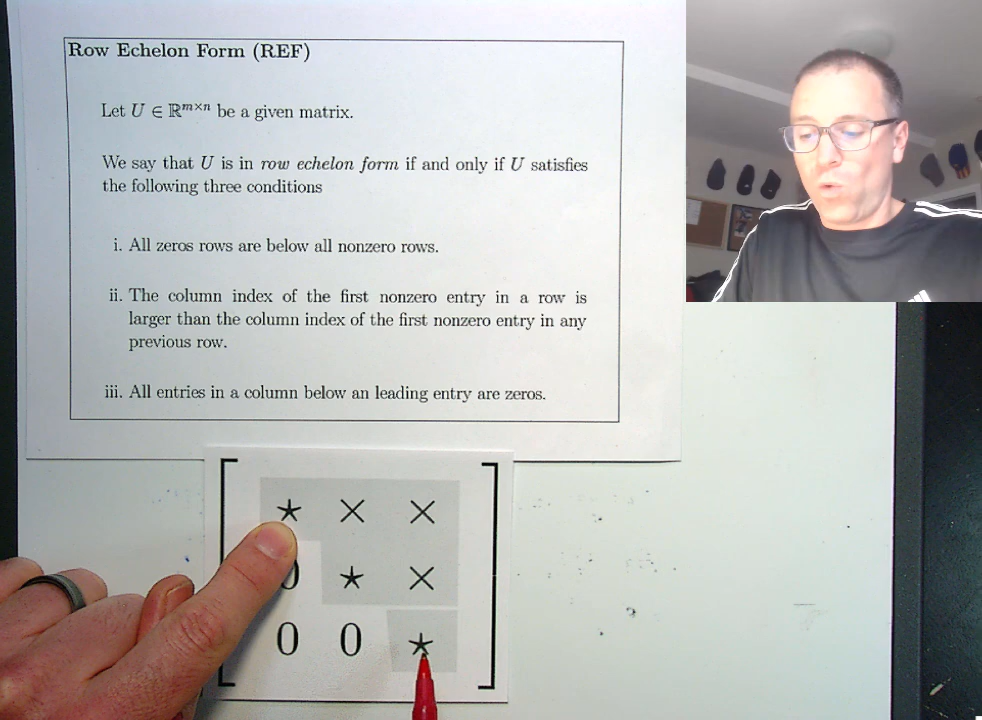 Row Echelon Form (REF)
Let U ∈ ℝᵐˣⁿ be a given matrix.
We say that U is in row echelon form if and only if U satisfies
the following three conditions
i. All zeros rows are below all nonzero rows.
ii. The column index of the first nonzero entry in a row is
larger than the column index of the first nonzero entry in any
previous row.
iii. All entries in a column below an leading entry are zeros.
⋆ × ×
0 ⋆ ×
0 0 ⋆